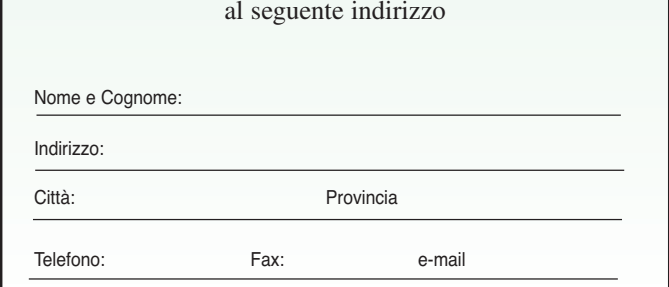 al seguente indirizzo
Nome e Cognome:
Indirizzo:
Città: Provincia
Telefono: Fax: e-mail